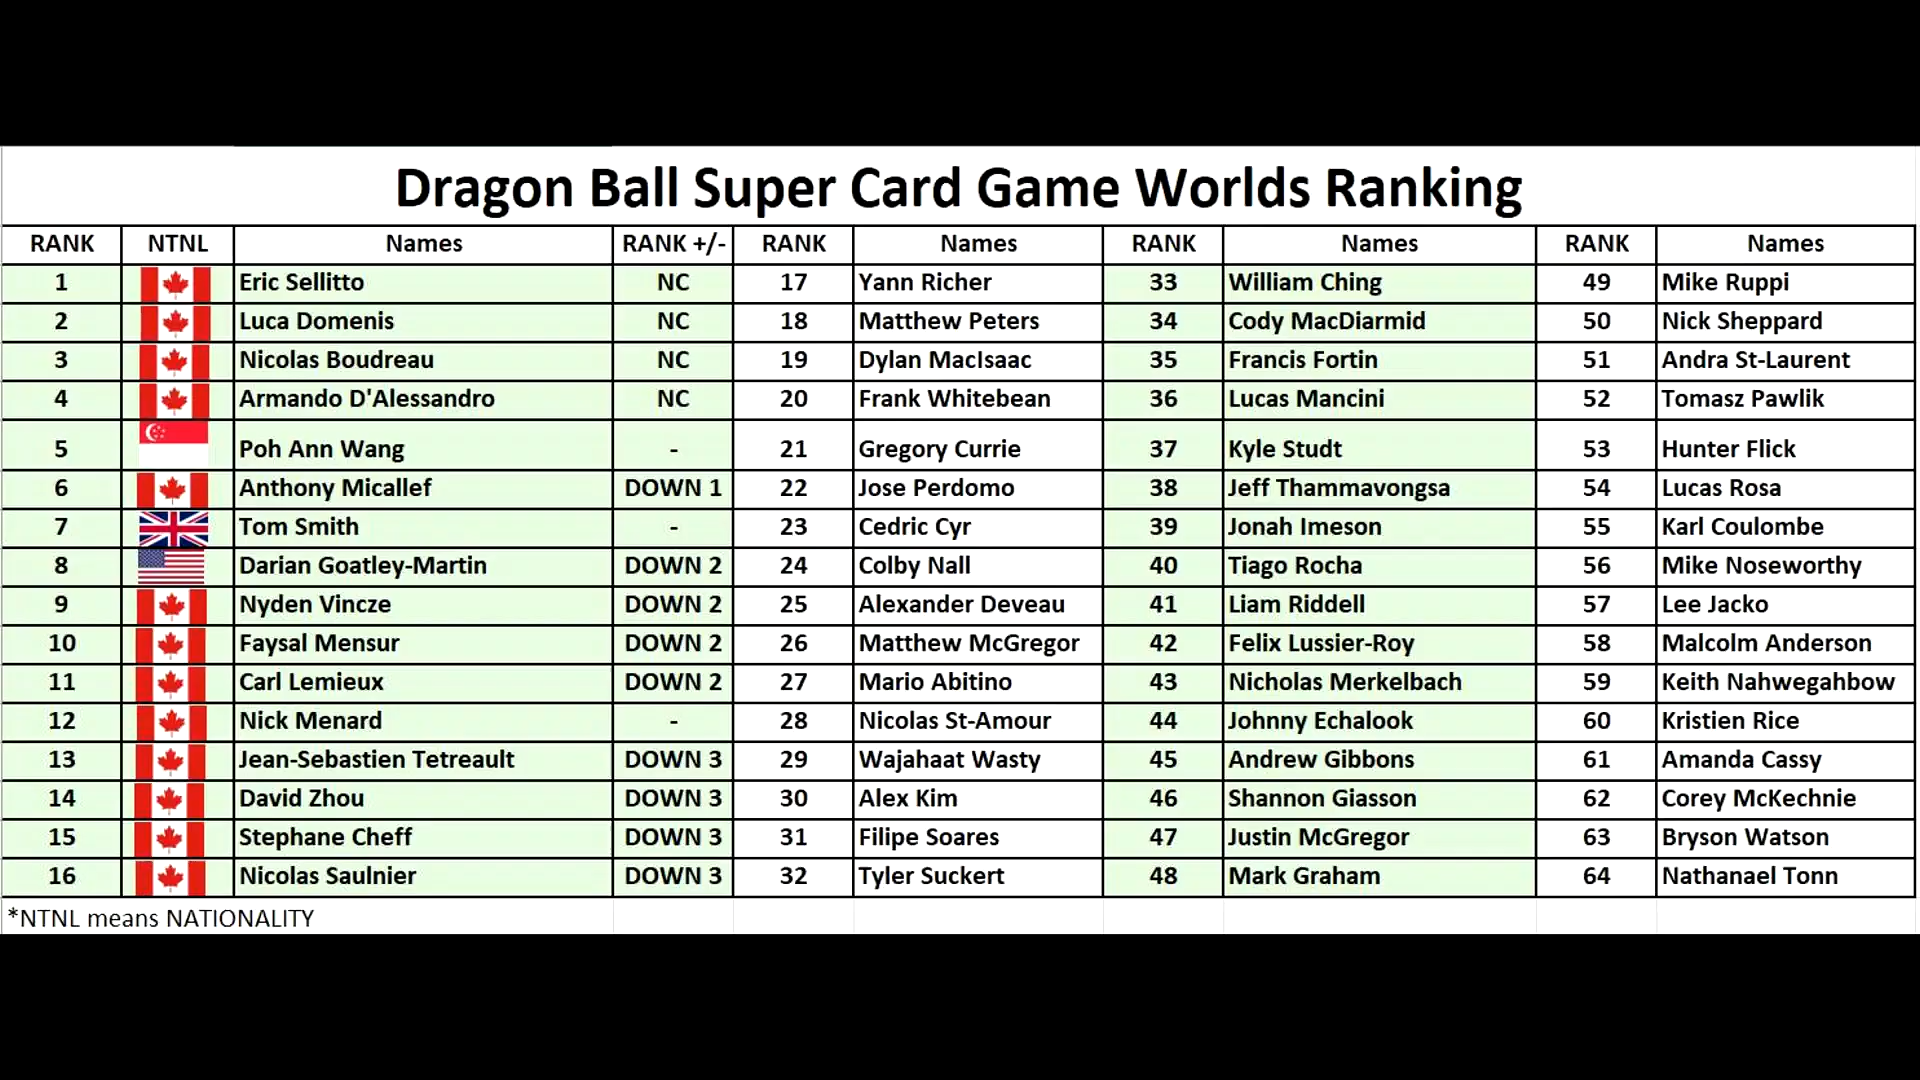 Dragon Ball Super Card Game Worlds Ranking
RANK NTNL Names RANK +/- RANK Names RANK Names RANK Names
1 Eric Sellitto NC 17 Yann Richer 33 William Ching 49 Mike Ruppi
2 Luca Domenis NC 18 Matthew Peters 34 Cody MacDiarmid 50 Nick Sheppard
3 Nicolas Boudreau NC 19 Dylan MacIsaac 35 Francis Fortin 51 Andra St-Laurent
4 Armando D'Alessandro NC 20 Frank Whitebean 36 Lucas Mancini 52 Tomasz Pawlik
5 Poh Ann Wang - 21 Gregory Currie 37 Kyle Studt 53 Hunter Flick
6 Anthony Micallef DOWN 1 22 Jose Perdomo 38 Jeff Thammavongsa 54 Lucas Rosa
7 Tom Smith - 23 Cedric Cyr 39 Jonah Imeson 55 Karl Coulombe
8 Darian Goatley-Martin DOWN 2 24 Colby Nall 40 Tiago Rocha 56 Mike Noseworthy
9 Nyden Vincze DOWN 2 25 Alexander Deveau 41 Liam Riddell 57 Lee Jacko
10 Faysal Mensur DOWN 2 26 Matthew McGregor 42 Felix Lussier-Roy 58 Malcolm Anderson
11 Carl Lemieux DOWN 2 27 Mario Abitino 43 Nicholas Merkelbach 59 Keith Nahwegahbow
12 Nick Menard - 28 Nicolas St-Amour 44 Johnny Echalook 60 Kristien Rice
13 Jean-Sebastien Tetreault DOWN 3 29 Wajahaat Wasty 45 Andrew Gibbons 61 Amanda Cassy
14 David Zhou DOWN 3 30 Alex Kim 46 Shannon Giasson 62 Corey McKechnie
15 Stephane Cheff DOWN 3 31 Filipe Soares 47 Justin McGregor 63 Bryson Watson
16 Nicolas Saulnier DOWN 3 32 Tyler Suckert 48 Mark Graham 64 Nathanael Tonn
*NTNL means NATIONALITY